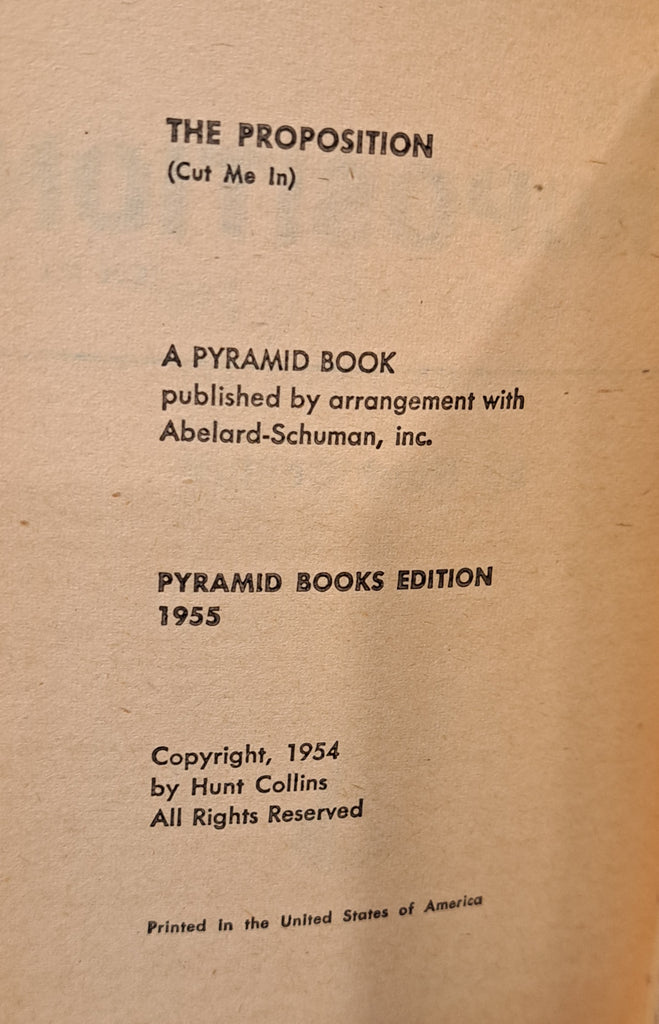 THE PROPOSITION
(Cut Me In)
A PYRAMID BOOK
published by arrangement with
Abelard-Schuman, inc.
PYRAMID BOOKS EDITION
1955
Copyright, 1954
by Hunt Collins
All Rights Reserved
Printed in the United States of America